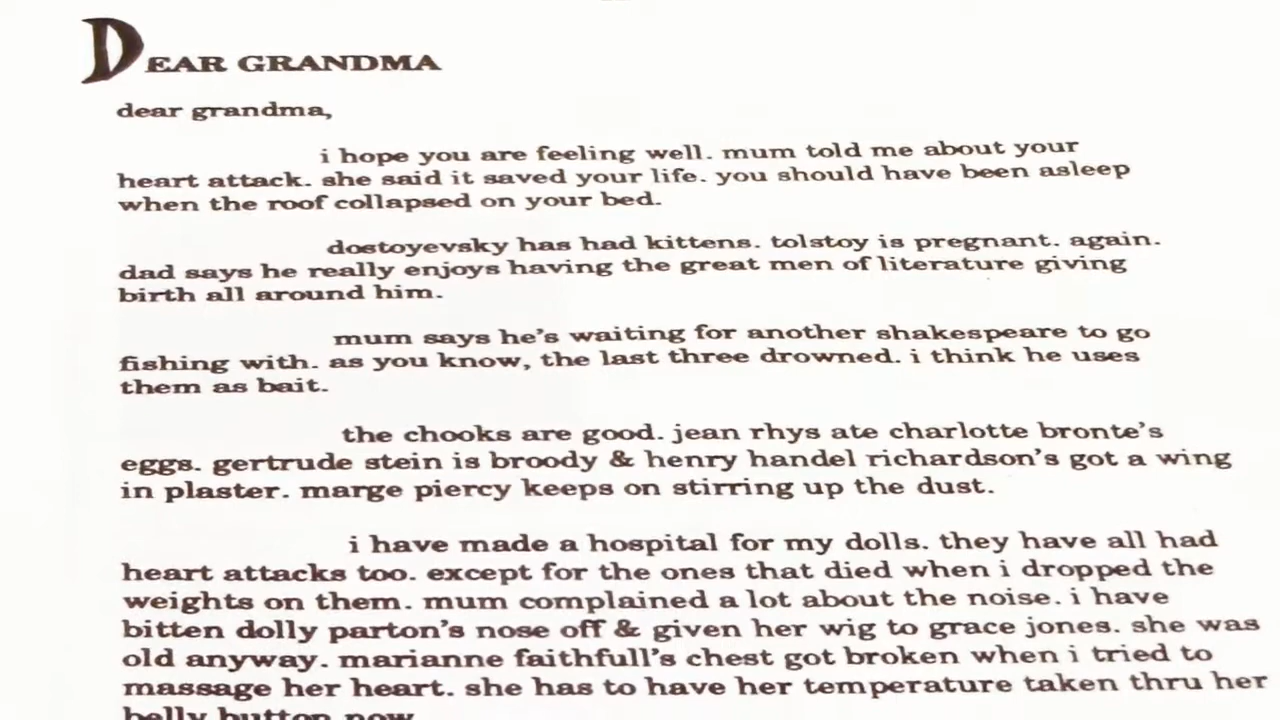 DEAR GRANDMA
dear grandma,
i hope you are feeling well. mum told me about your
heart attack. she said it saved your life. you should have been asleep
when the roof collapsed on your bed.
dostoyevsky has had kittens. tolstoy is pregnant. again.
dad says he really enjoys having the great men of literature giving
birth all around him.
mum says he's waiting for another shakespeare to go
fishing with. as you know, the last three drowned. i think he uses
them as bait.
the chooks are good. jean rhys ate charlotte bronte's
eggs. gertrude stein is broody & henry handel richardson's got a wing
in plaster. marge piercy keeps on stirring up the dust.
i have made a hospital for my dolls. they have all had
heart attacks too. except for the ones that died when i dropped the
weights on them. mum complained a lot about the noise. i have
bitten dolly parton's nose off & given her wig to grace jones. she was
old anyway. marianne faithfull's chest got broken when i tried to
massage her heart. she has to have her temperature taken thru her
belly button now